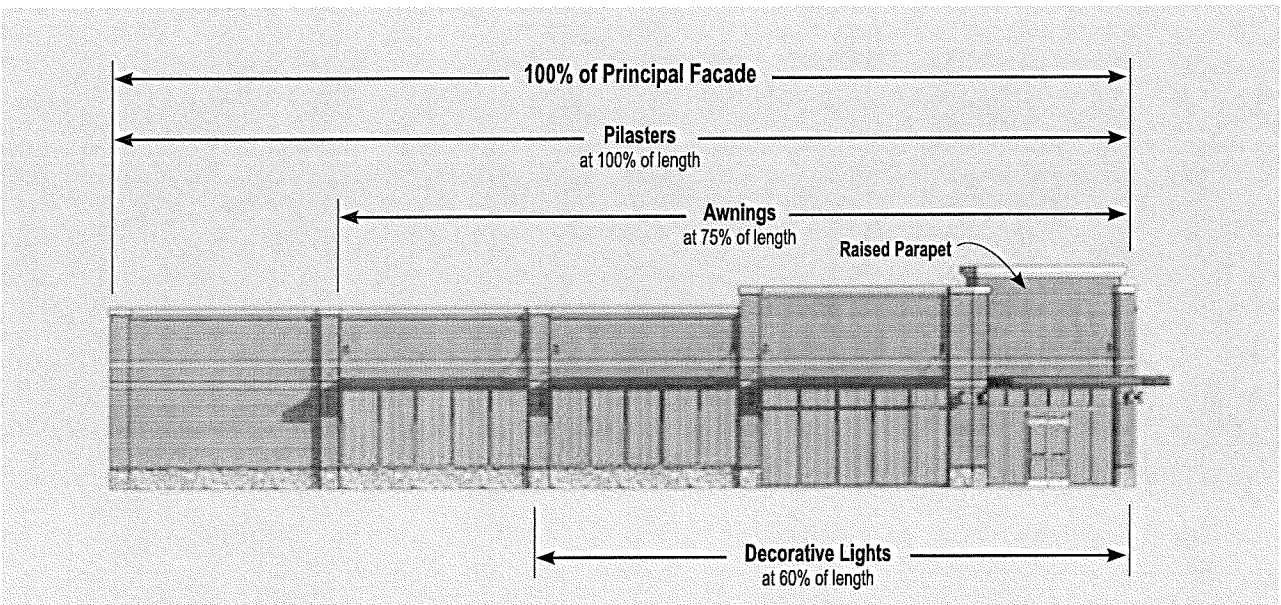 100% of Principal Facade
Pilasters
at 100% of length
Awnings
at 75% of length
Raised Parapet
Decorative Lights
at 60% of length